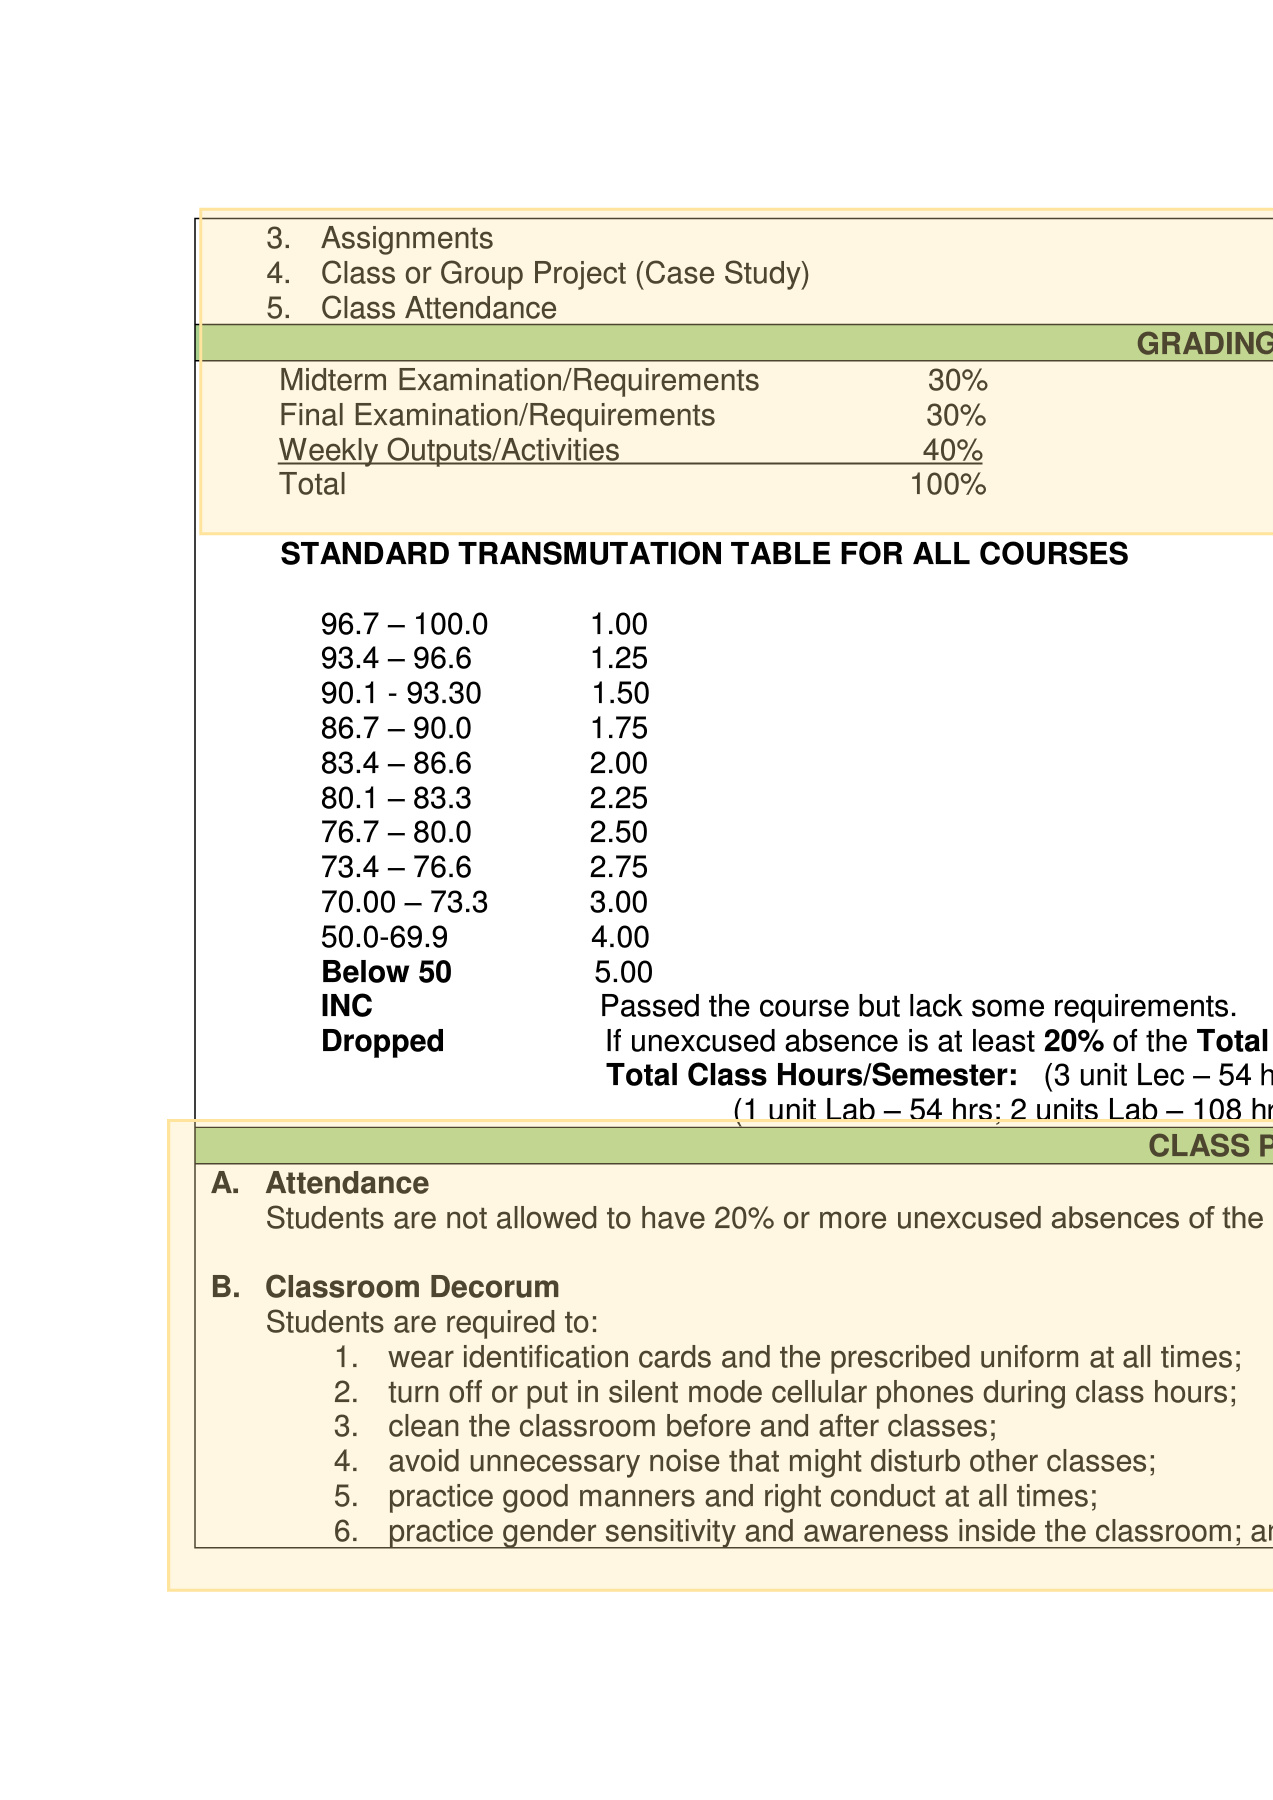 3. Assignments
4. Class or Group Project (Case Study)
5. Class Attendance
GRADING
Midterm Examination/Requirements 30%
Final Examination/Requirements 30%
Weekly Outputs/Activities 40%
Total 100%
STANDARD TRANSMUTATION TABLE FOR ALL COURSES
96.7 – 100.0 1.00
93.4 – 96.6 1.25
90.1 - 93.30 1.50
86.7 – 90.0 1.75
83.4 – 86.6 2.00
80.1 – 83.3 2.25
76.7 – 80.0 2.50
73.4 – 76.6 2.75
70.00 – 73.3 3.00
50.0-69.9 4.00
Below 50 5.00
INC Passed the course but lack some requirements.
Dropped If unexcused absence is at least 20% of the Total
Total Class Hours/Semester: (3 unit Lec – 54 h
(1 unit Lab – 54 hrs; 2 units Lab – 108 hr
CLASS P
A. Attendance
Students are not allowed to have 20% or more unexcused absences of the
B. Classroom Decorum
Students are required to:
1. wear identification cards and the prescribed uniform at all times;
2. turn off or put in silent mode cellular phones during class hours;
3. clean the classroom before and after classes;
4. avoid unnecessary noise that might disturb other classes;
5. practice good manners and right conduct at all times;
6. practice gender sensitivity and awareness inside the classroom;